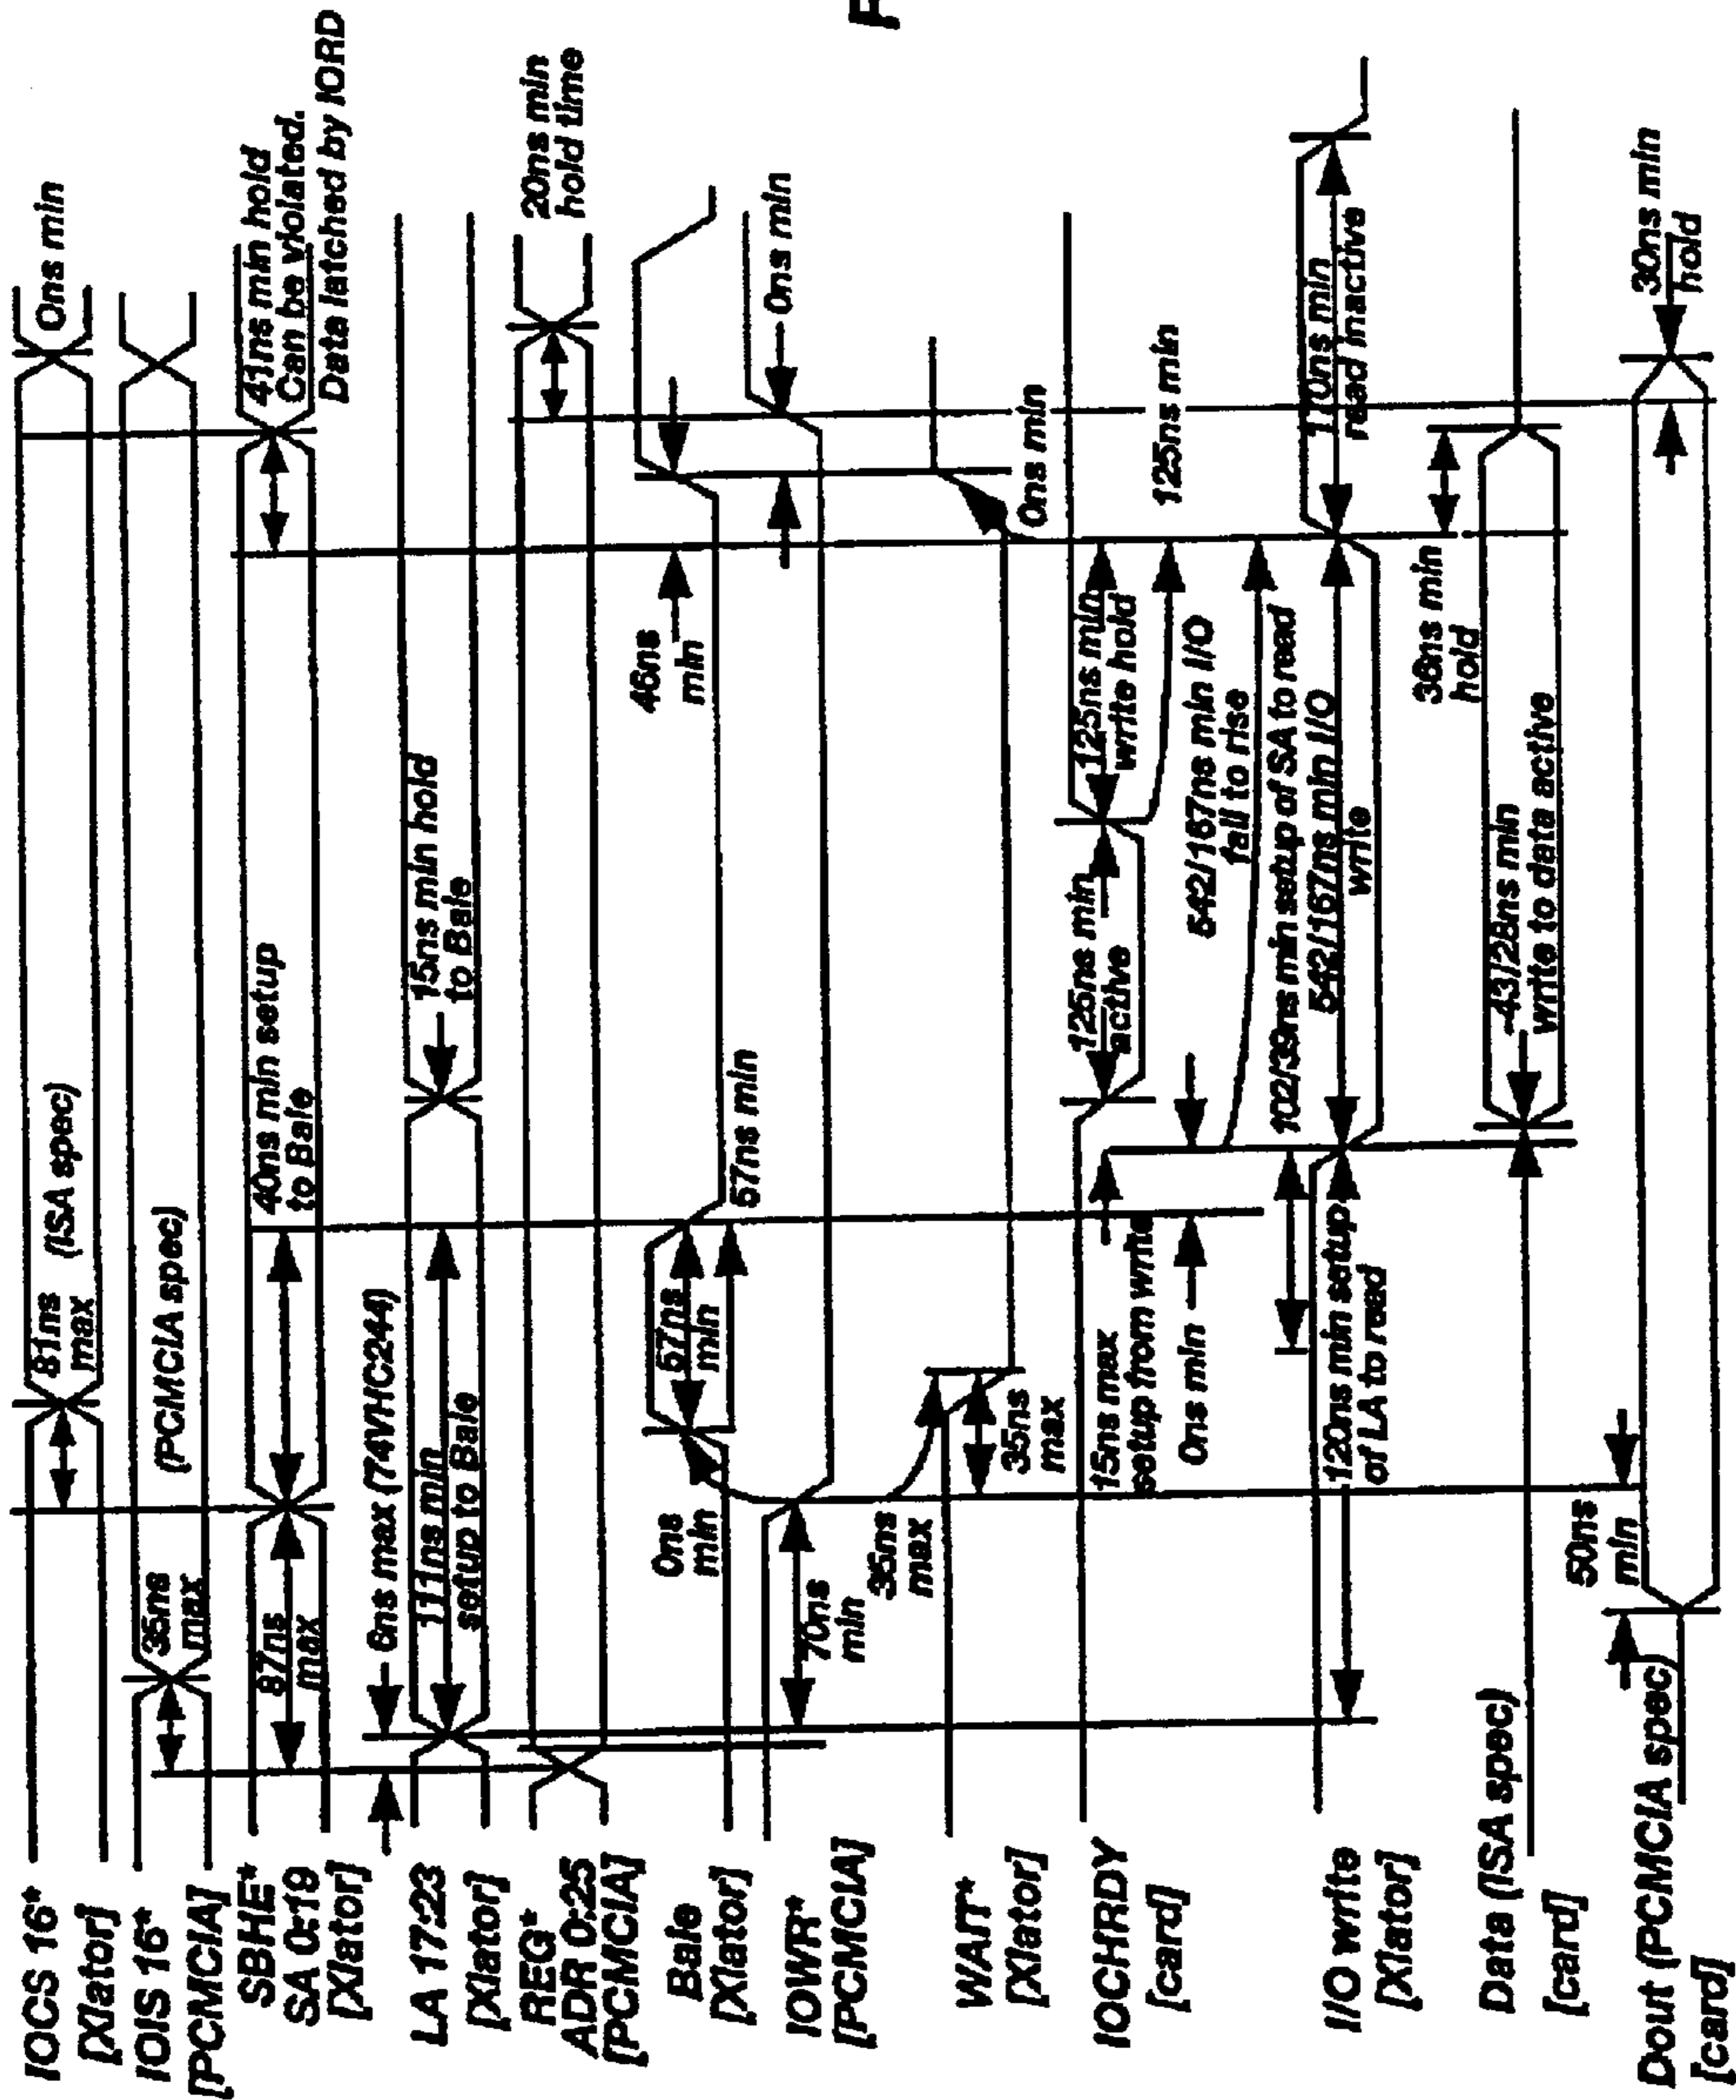 IOCS 16*
[Xlator]
81ns
max
(ISA spec)
0ns min
IOIS 16*
[PCMCIA]
35ns
max
(PCMCIA spec)
SBHE*
SA 0:19
[Xlator]
87ns
max
40ns min setup
to Bale
41ns min hold
Can be violated.
Data latched by IORD
6ns max (74VHC244)
LA 17:23
[Xlator]
111ns min
setup to Bale
15ns min hold
to Bale
REG*
ADR 0:25
[PCMCIA]
20ns min
hold time
Bale
[Xlator]
0ns
min
57ns
min
57ns min
46ns
min
IOWR*
[PCMCIA]
70ns
min
0ns min
WAIT*
[Xlator]
35ns
max
35ns
max
0ns min
IOCHRDY
[card]
15ns max
setup from write
125ns min
active
125ns min
write hold
125ns min
0ns min
542/167ns min I/O
fall to rise
102/39ns min setup of SA to read
I/O write
[Xlator]
120ns min setup
of LA to read
542/167ns min I/O
write
170ns min
read inactive
Data (ISA spec)
[card]
-43/28ns min
write to data active
hold
Dout (PCMCIA spec)
[card]
50ns
min
30ns min
hold